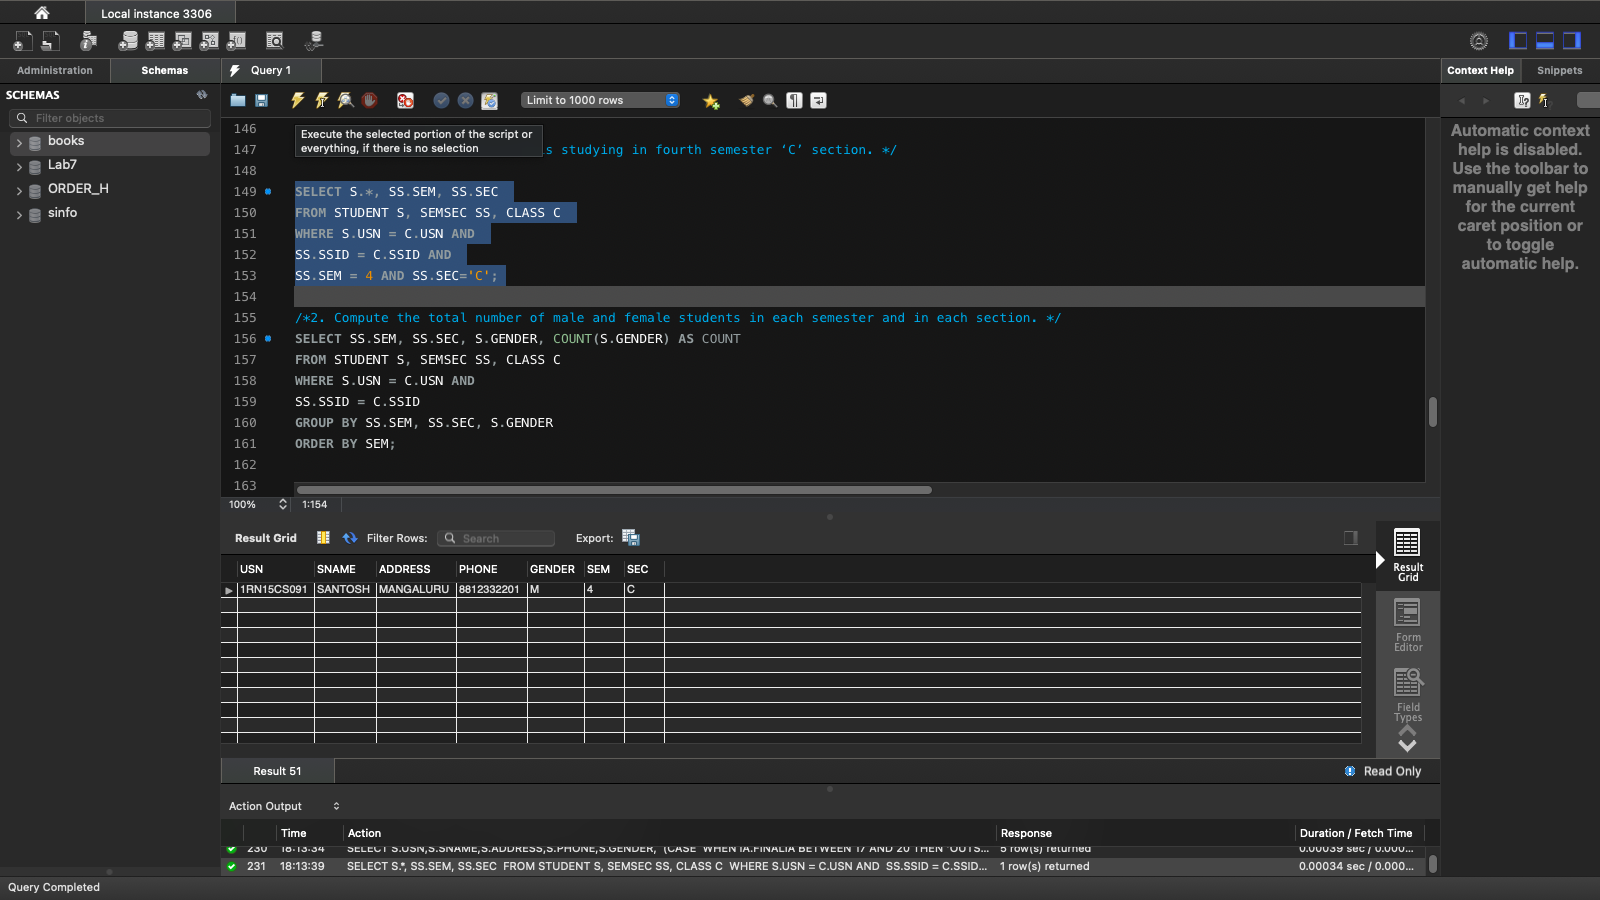 Local instance 3306
Administration
Schemas
Query 1
Context Help
Snippets
SCHEMAS
Filter objects
books
Lab7
ORDER_H
sinfo
Limit to 1000 rows
Execute the selected portion of the script or
everything, if there is no selection
146
147 s studying in fourth semester ‘C’ section. */
148
149 SELECT S.*, SS.SEM, SS.SEC
150 FROM STUDENT S, SEMSEC SS, CLASS C
151 WHERE S.USN = C.USN AND
152 SS.SSID = C.SSID AND
153 SS.SEM = 4 AND SS.SEC='C';
154
155 /*2. Compute the total number of male and female students in each semester and in each section. */
156 SELECT SS.SEM, SS.SEC, S.GENDER, COUNT(S.GENDER) AS COUNT
157 FROM STUDENT S, SEMSEC SS, CLASS C
158 WHERE S.USN = C.USN AND
159 SS.SSID = C.SSID
160 GROUP BY SS.SEM, SS.SEC, S.GENDER
161 ORDER BY SEM;
162
163
Automatic context
help is disabled.
Use the toolbar to
manually get help
for the current
caret position or
to toggle
automatic help.
100% 1:154
Result Grid Filter Rows: Search Export:
USN SNAME ADDRESS PHONE GENDER SEM SEC
1RN15CS091 SANTOSH MANGALURU 8812332201 M 4 C
Result
Grid
Form
Editor
Field
Types
Result 51
Read Only
Action Output
Time Action Response Duration / Fetch Time
230 18:13:34 SELECT S.USN,S.SNAME,S.ADDRESS,S.PHONE,S.GENDER, (CASE WHEN IA.FINALIA BETWEEN 17 AND 20 THEN 'OUTS... 5 row(s) returned 0.00039 sec / 0.000...
231 18:13:39 SELECT S.*, SS.SEM, SS.SEC FROM STUDENT S, SEMSEC SS, CLASS C WHERE S.USN = C.USN AND SS.SSID = C.SSID... 1 row(s) returned 0.00034 sec / 0.000...
Query Completed